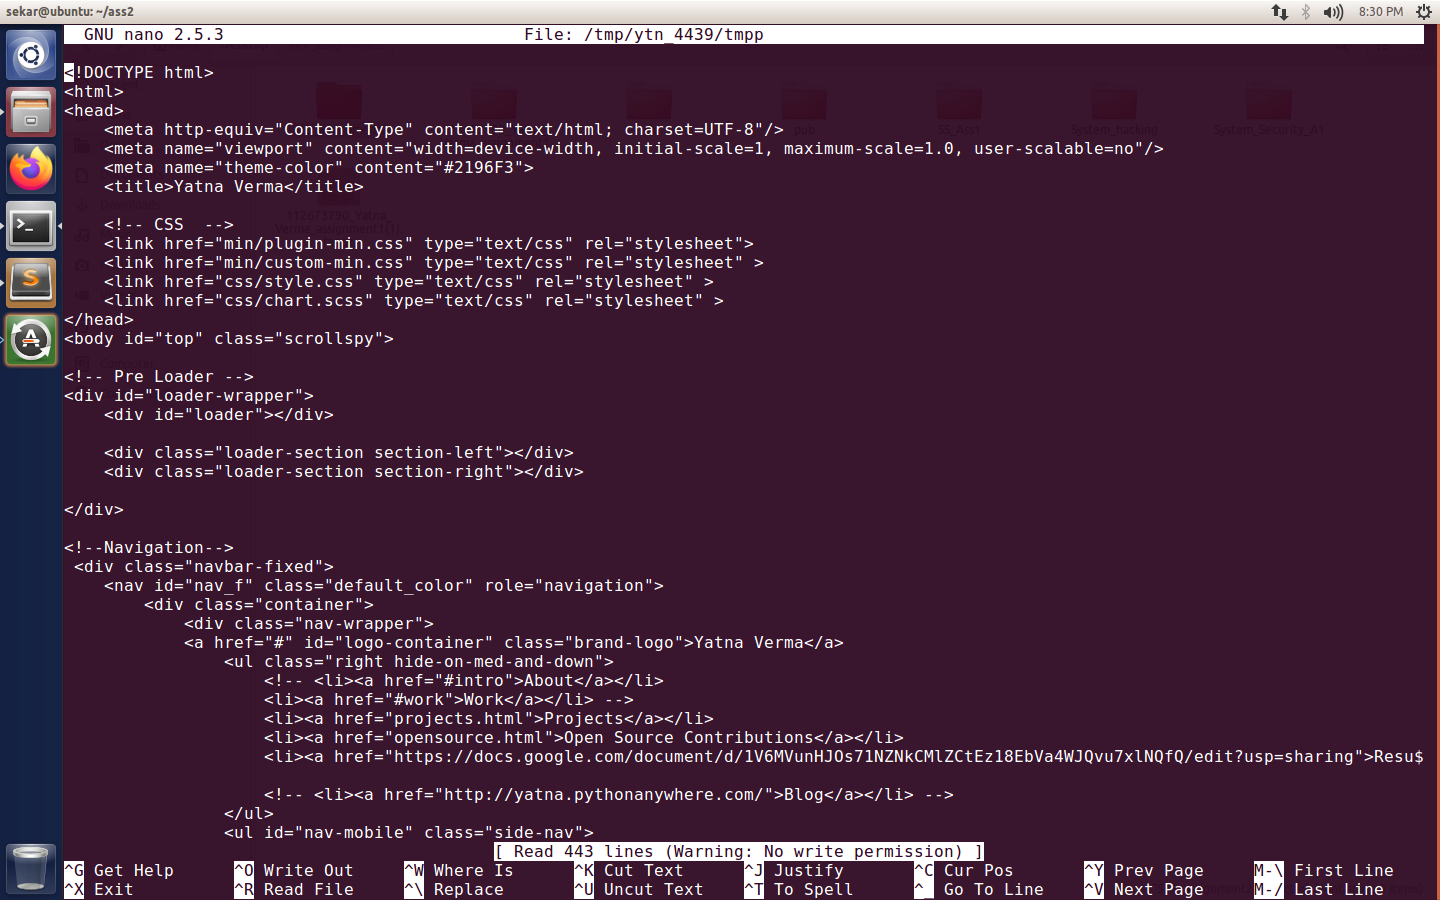 sekar@ubuntu: ~/ass2
8:30 PM
GNU nano 2.5.3 File: /tmp/ytn_4439/tmpp
<!DOCTYPE html>
<html>
<head>
<meta http-equiv="Content-Type" content="text/html; charset=UTF-8"/>
<meta name="viewport" content="width=device-width, initial-scale=1, maximum-scale=1.0, user-scalable=no"/>
<meta name="theme-color" content="#2196F3">
<title>Yatna Verma</title>
<!-- CSS  -->
<link href="min/plugin-min.css" type="text/css" rel="stylesheet">
<link href="min/custom-min.css" type="text/css" rel="stylesheet" >
<link href="css/style.css" type="text/css" rel="stylesheet" >
<link href="css/chart.scss" type="text/css" rel="stylesheet" >
</head>
<body id="top" class="scrollspy">
<!-- Pre Loader -->
<div id="loader-wrapper">
<div id="loader"></div>
<div class="loader-section section-left"></div>
<div class="loader-section section-right"></div>
</div>
<!--Navigation-->
<div class="navbar-fixed">
<nav id="nav_f" class="default_color" role="navigation">
<div class="container">
<div class="nav-wrapper">
<a href="#" id="logo-container" class="brand-logo">Yatna Verma</a>
<ul class="right hide-on-med-and-down">
<!-- <li><a href="#intro">About</a></li>
<li><a href="#work">Work</a></li> -->
<li><a href="projects.html">Projects</a></li>
<li><a href="opensource.html">Open Source Contributions</a></li>
<li><a href="https://docs.google.com/document/d/1V6MVunHJOs71NZNkCMlZCtEz18EbVa4WJQvu7xlNQfQ/edit?usp=sharing">Resu$
<!-- <li><a href="http://yatna.pythonanywhere.com/">Blog</a></li> -->
</ul>
<ul id="nav-mobile" class="side-nav">
[ Read 443 lines (Warning: No write permission) ]
^G Get Help ^O Write Out ^W Where Is ^K Cut Text ^J Justify ^C Cur Pos ^Y Prev Page M-\ First Line
^X Exit ^R Read File ^\ Replace ^U Uncut Text ^T To Spell ^_ Go To Line ^V Next Page M-/ Last Line
pub
SS_Ass1
System_hacking
System_Security_A1
Downloads
112673790_Yatna_
Verma_assignment1(1)
Computer